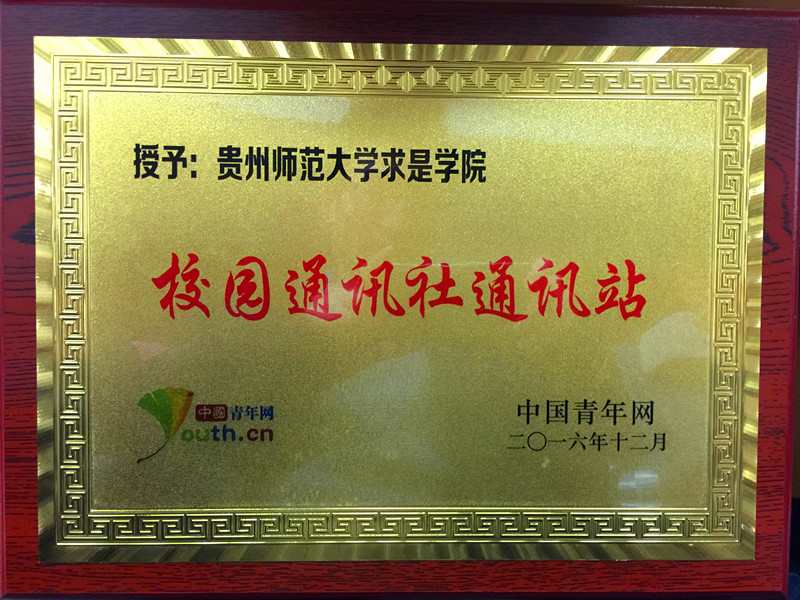 授予：贵州师范大学求是学院
校园通讯社通讯站
中國青年网
Youth.cn
中国青年网
二〇一六年十二月